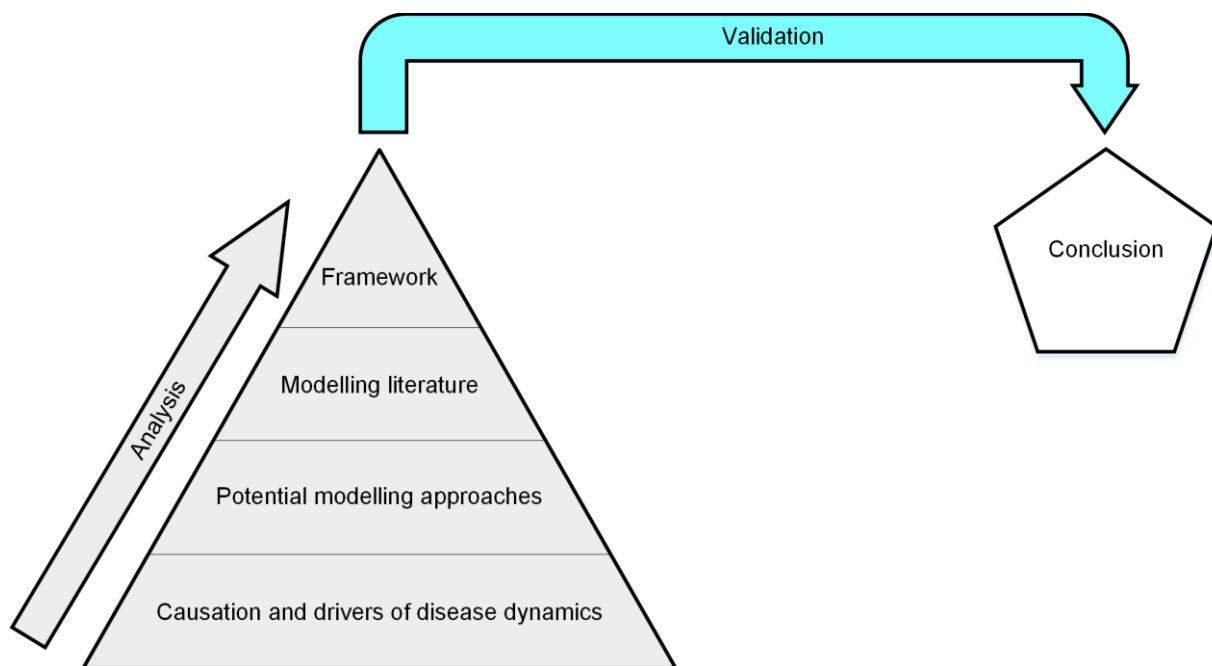 Validation
Conclusion
Framework
Modelling literature
Analysis
Potential modelling approaches
Causation and drivers of disease dynamics